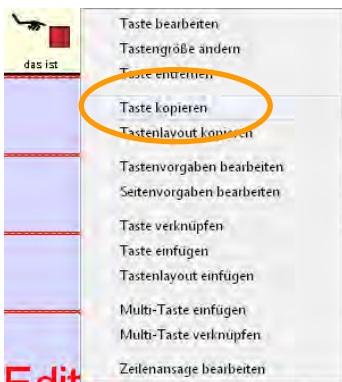 das ist
Taste bearbeiten
Tastengröße ändern
Taste entfernen
Taste kopieren
Tastenlayout kopieren
Tastenvorgaben bearbeiten
Seitenvorgaben bearbeiten
Taste verknüpfen
Taste einfügen
Tastenlayout einfügen
Multi-Taste einfügen
Multi-Taste verknüpfen
Zeilenansage bearbeiten
Edit